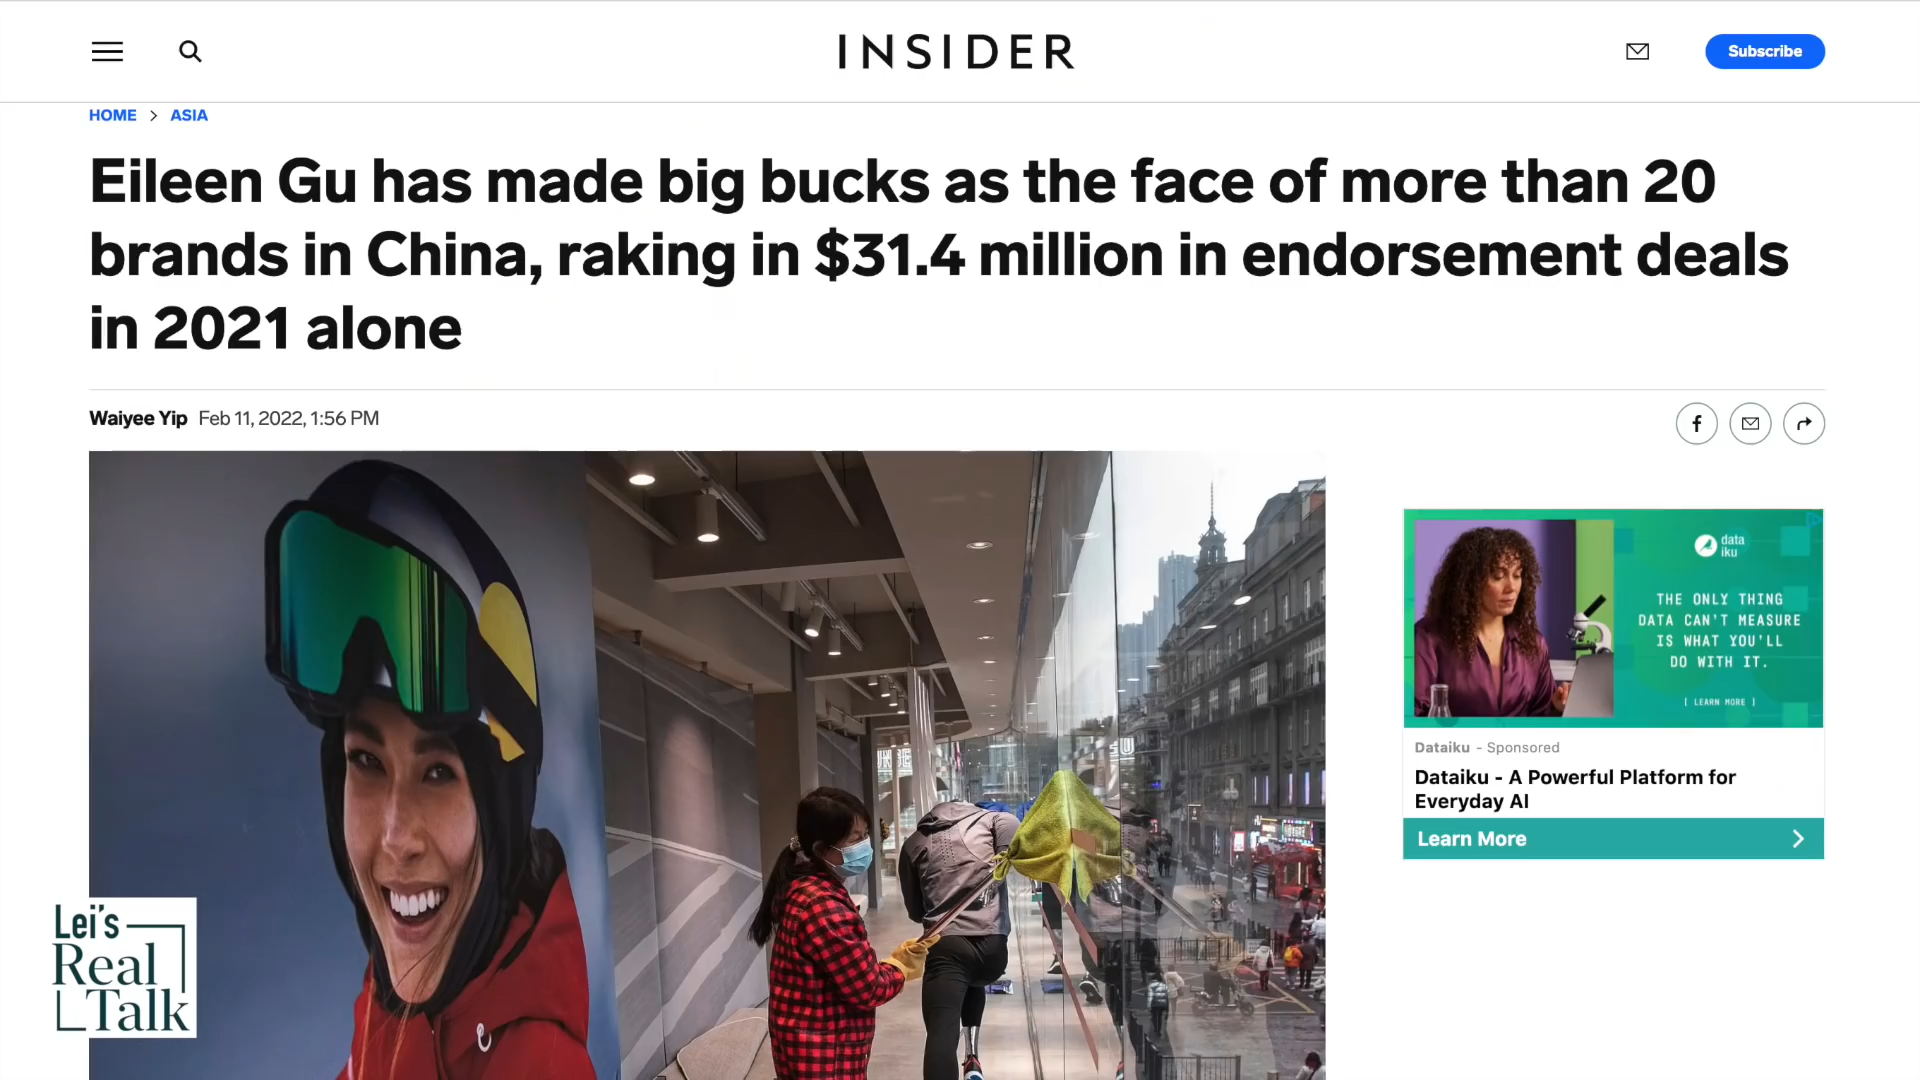 INSIDER
Subscribe
HOME > ASIA
Eileen Gu has made big bucks as the face of more than 20
brands in China, raking in $31.4 million in endorsement deals
in 2021 alone
Waiyee Yip Feb 11, 2022, 1:56 PM
data
iku
THE ONLY THING
DATA CAN'T MEASURE
IS WHAT YOU'LL
DO WITH IT.
[ LEARN MORE ]
Dataiku - Sponsored
Dataiku - A Powerful Platform for
Everyday AI
Learn More
Lei's
Real
Talk